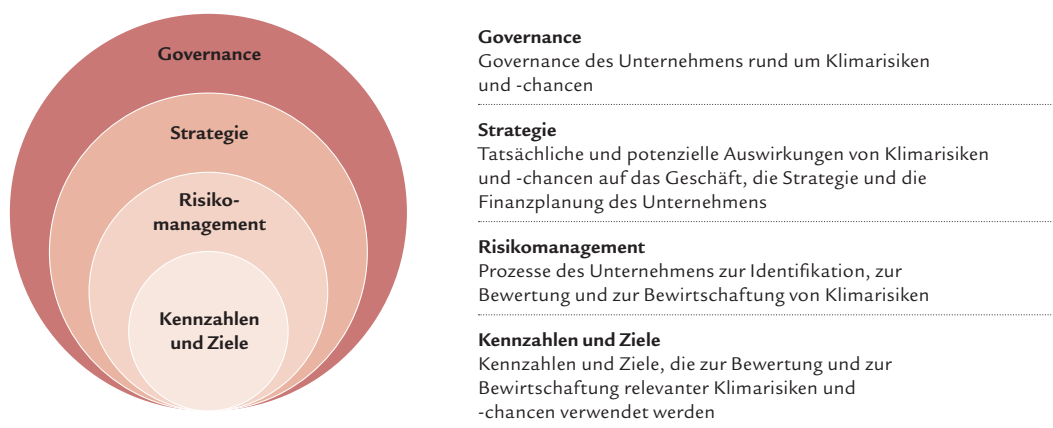 Governance
Strategie
Risiko-
management
Kennzahlen
und Ziele
Governance
Governance des Unternehmens rund um Klimarisiken
und -chancen
Strategie
Tatsächliche und potenzielle Auswirkungen von Klimarisiken
und -chancen auf das Geschäft, die Strategie und die
Finanzplanung des Unternehmens
Risikomanagement
Prozesse des Unternehmens zur Identifikation, zur
Bewertung und zur Bewirtschaftung von Klimarisiken
Kennzahlen und Ziele
Kennzahlen und Ziele, die zur Bewertung und zur
Bewirtschaftung relevanter Klimarisiken und
-chancen verwendet werden